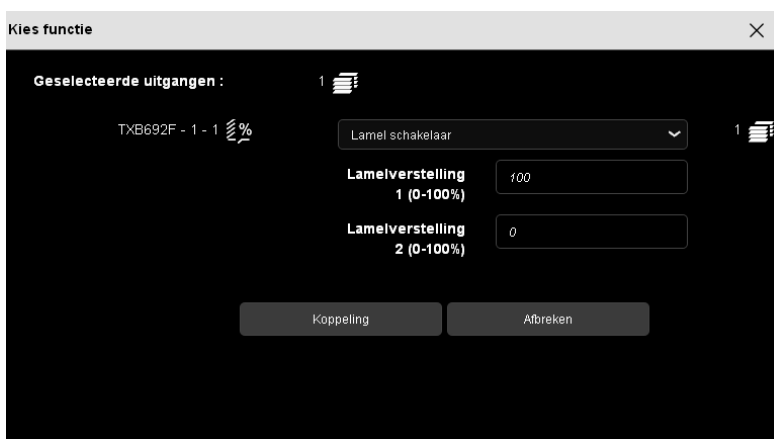 Kies functie
Geselecteerde uitgangen : 1
TXB692F - 1 - 1 % Lamel schakelaar 1
Lamelverstelling
1 (0-100%) 100
Lamelverstelling
2 (0-100%) 0
Koppeling Afbreken